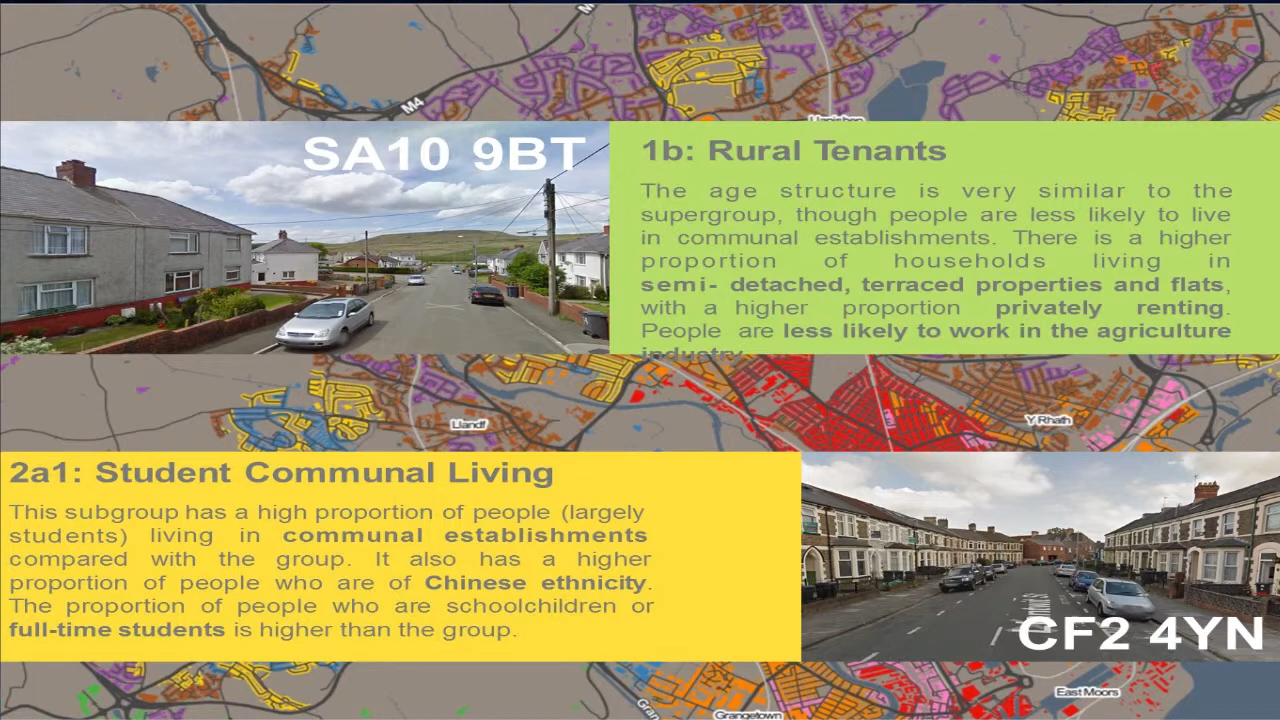 M4
Llanishen
SA10 9BT
1b: Rural Tenants
The age structure is very similar to the
supergroup, though people are less likely to live
in communal establishments. There is a higher
proportion of households living in
semi- detached, terraced properties and flats,
with a higher proportion privately renting.
People are less likely to work in the agriculture
industry.
Llandf
Y Rhath
2a1: Student Communal Living
This subgroup has a high proportion of people (largely
students) living in communal establishments
compared with the group. It also has a higher
proportion of people who are of Chinese ethnicity.
The proportion of people who are schoolchildren or
full-time students is higher than the group.
CF2 4YN
East Moors
Grangetown